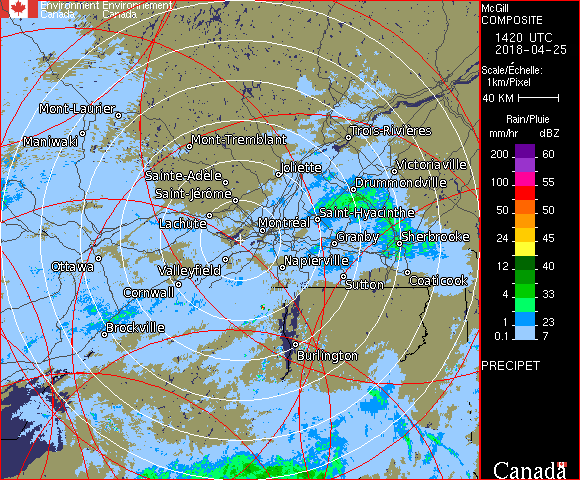 Environment Environnement
Canada Canada
McGill
COMPOSITE
1420 UTC
2018-04-25
Scale/Échelle:
1km/Pixel
40 KM
Rain/Pluie
mm/hr dBZ
200 60
100 55
50 50
24 45
12 40
4 33
1 23
0.1 7
PRECIPET
Canada
Mont-Laurier
Maniwaki
Mont-Tremblant
Trois-Rivières
Sainte-Adèle
Joliette
Victoriaville
Saint-Jérôme
Drummondville
Lachute
Montréal
Saint-Hyacinthe
Granby
Sherbrooke
Ottawa
Valleyfield
Napierville
Cornwall
Sutton
Coaticook
Brockville
Burlington